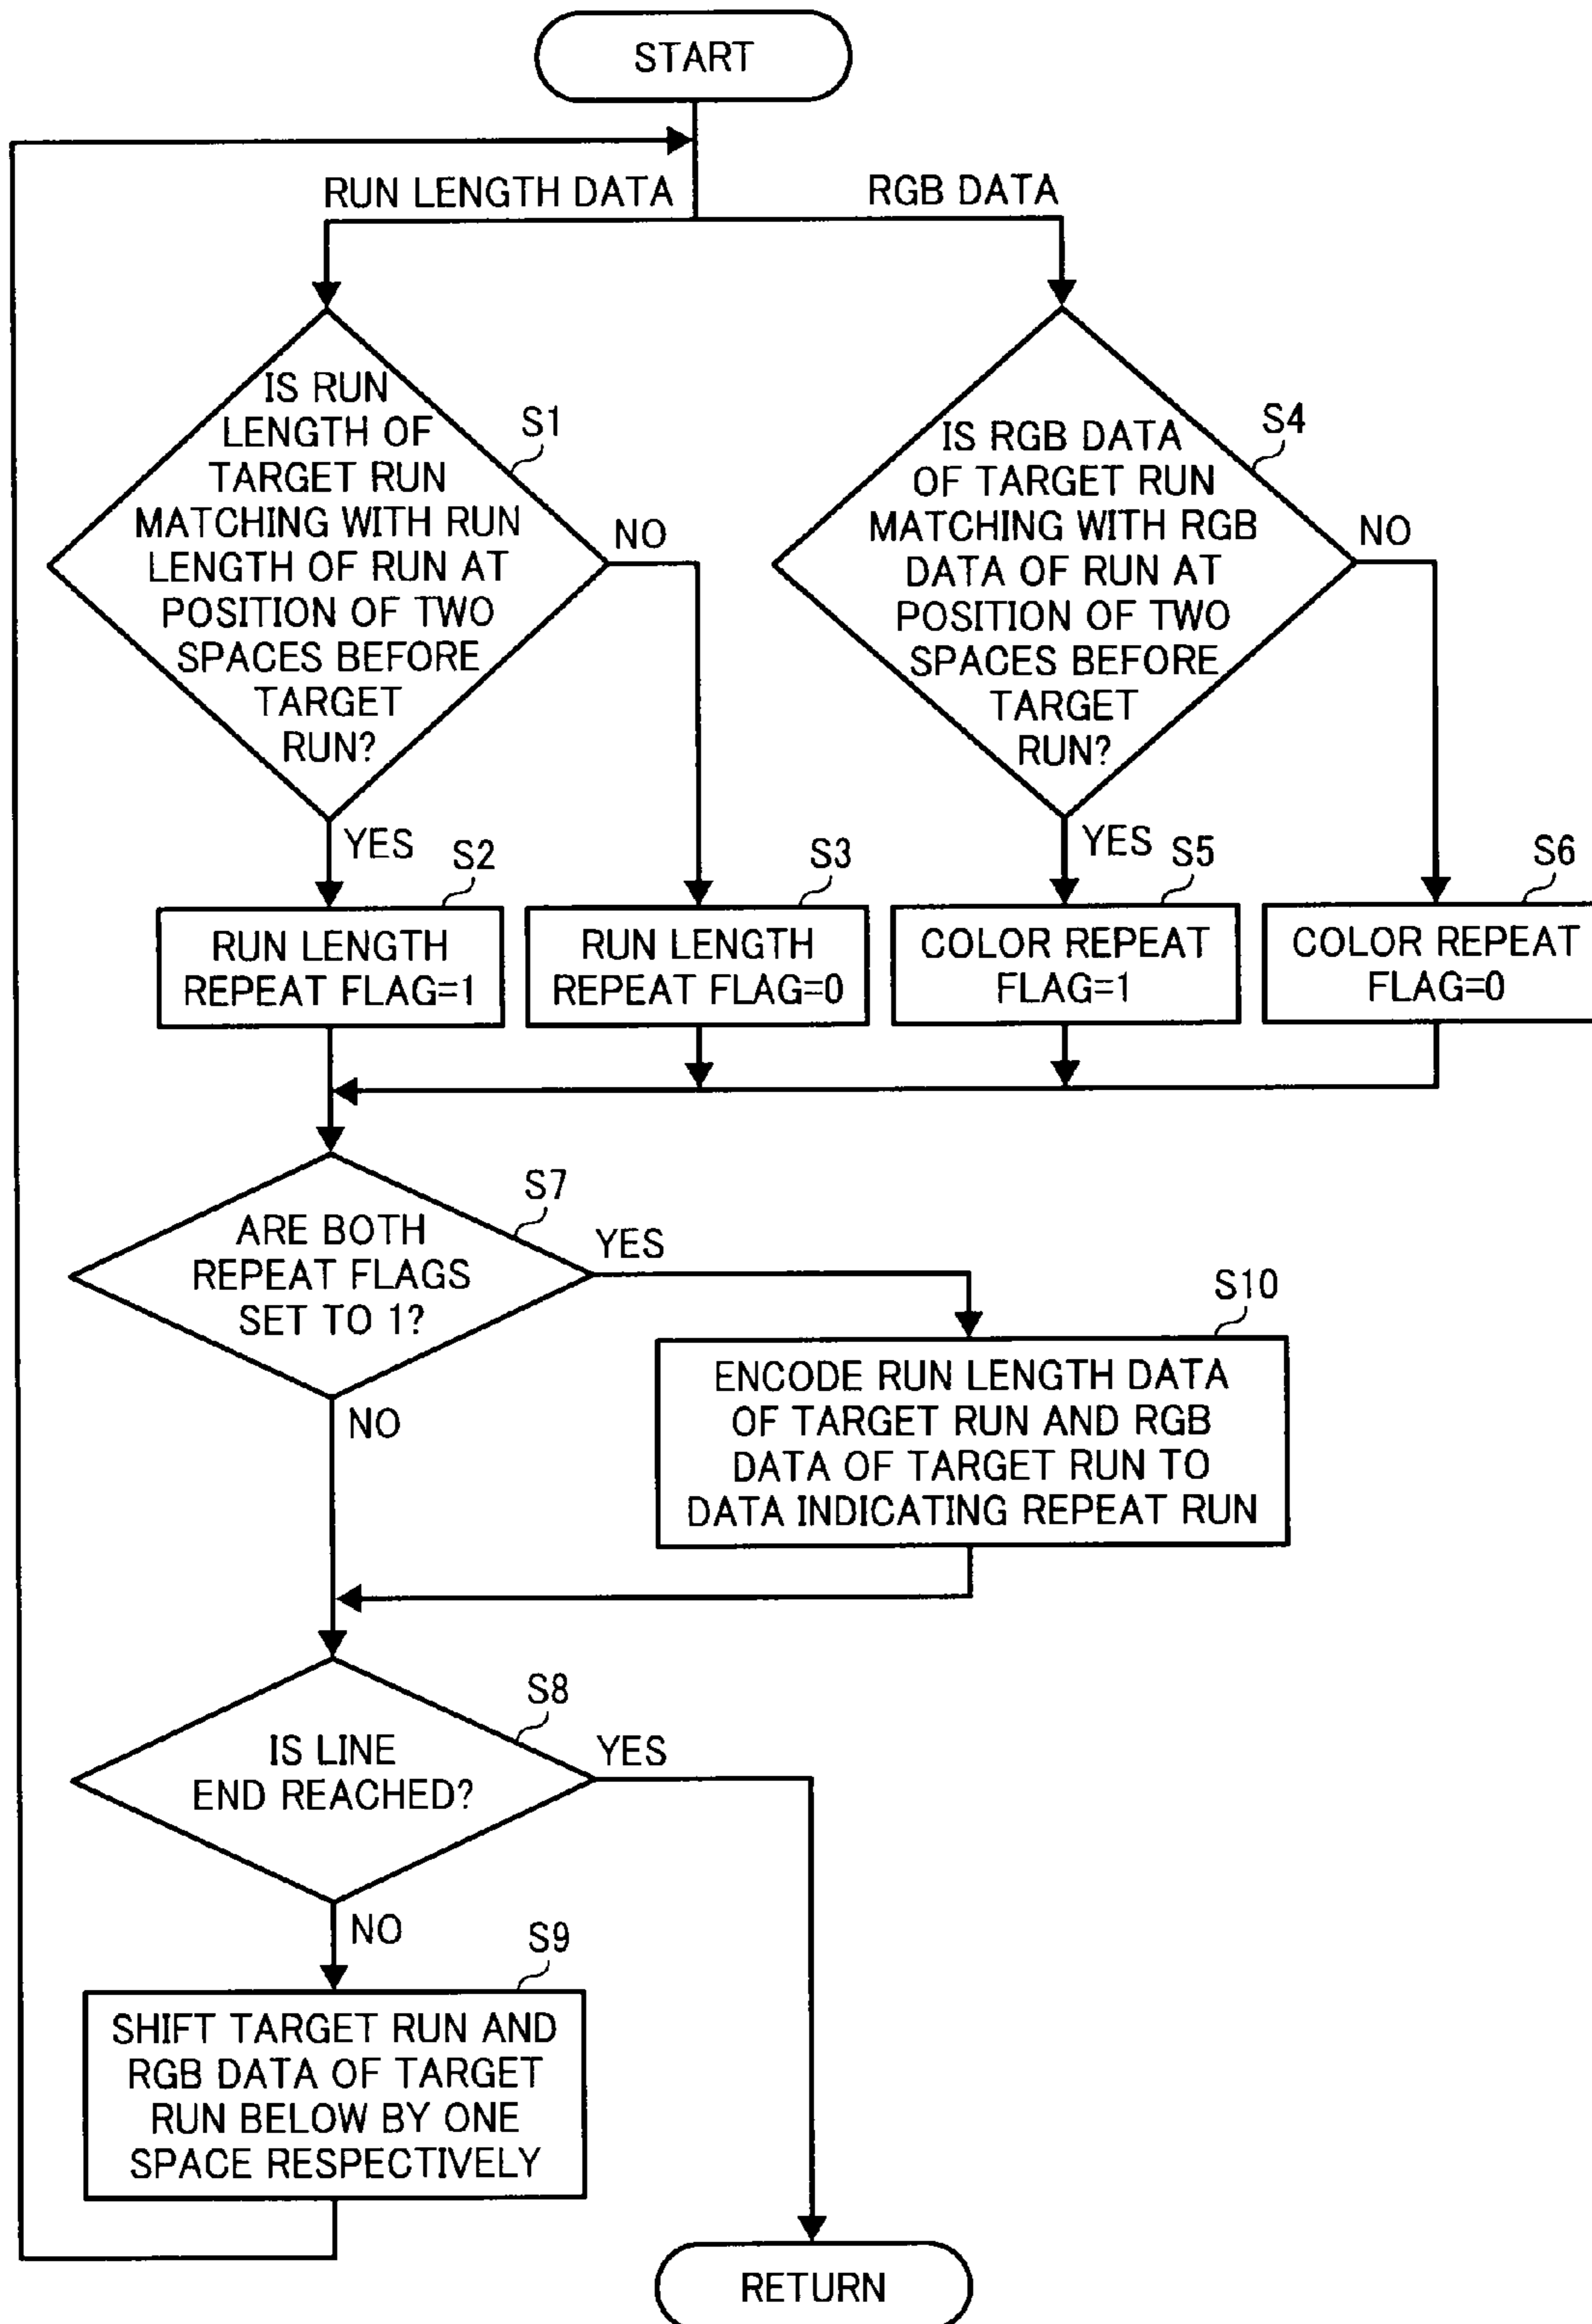 START
RUN LENGTH DATA
RGB DATA
IS RUN
LENGTH OF
TARGET RUN
MATCHING WITH RUN
LENGTH OF RUN AT
POSITION OF TWO
SPACES BEFORE
TARGET
RUN?
S1
NO
YES
IS RGB DATA
OF TARGET RUN
MATCHING WITH RGB
DATA OF RUN AT
POSITION OF TWO
SPACES BEFORE
TARGET
RUN?
S4
NO
YES
S2
RUN LENGTH
REPEAT FLAG=1
S3
RUN LENGTH
REPEAT FLAG=0
S5
COLOR REPEAT
FLAG=1
S6
COLOR REPEAT
FLAG=0
S7
ARE BOTH
REPEAT FLAGS
SET TO 1?
YES
NO
S10
ENCODE RUN LENGTH DATA
OF TARGET RUN AND RGB
DATA OF TARGET RUN TO
DATA INDICATING REPEAT RUN
S8
IS LINE
END REACHED?
YES
NO
S9
SHIFT TARGET RUN AND
RGB DATA OF TARGET
RUN BELOW BY ONE
SPACE RESPECTIVELY
RETURN